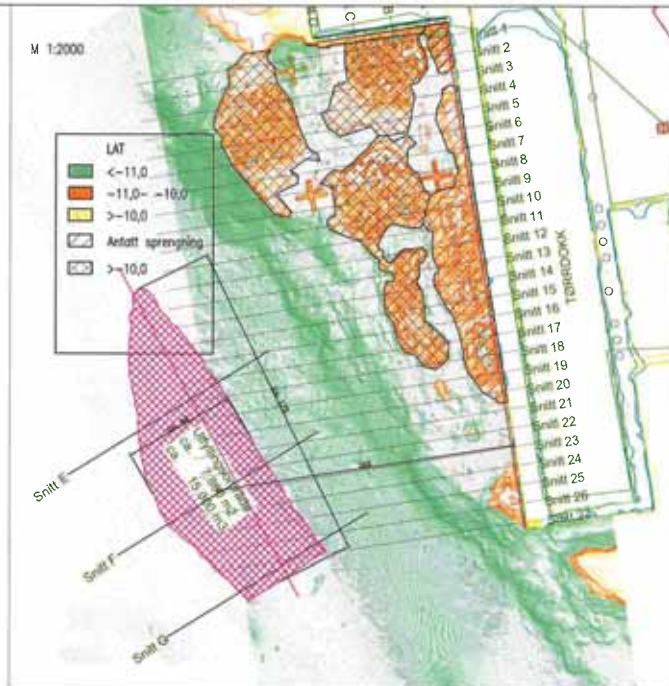 M 1:2000
LAT
<-11,0
-11,0- -10,0
>-10,0
Antatt sprengning
>-10,0
C
Snitt 2
Snitt 3
Snitt 4
Snitt 5
Snitt 6
Snitt 7
Snitt 8
Snitt 9
Snitt 10
Snitt 11
Snitt 12
Snitt 13
Snitt 14
Snitt 15
Snitt 16
Snitt 17
Snitt 18
Snitt 19
Snitt 20
Snitt 21
Snitt 22
Snitt 23
Snitt 24
Snitt 25
Snitt 26
Snitt 27
TØRRDOKK
Snitt E
Snitt F
Snitt G